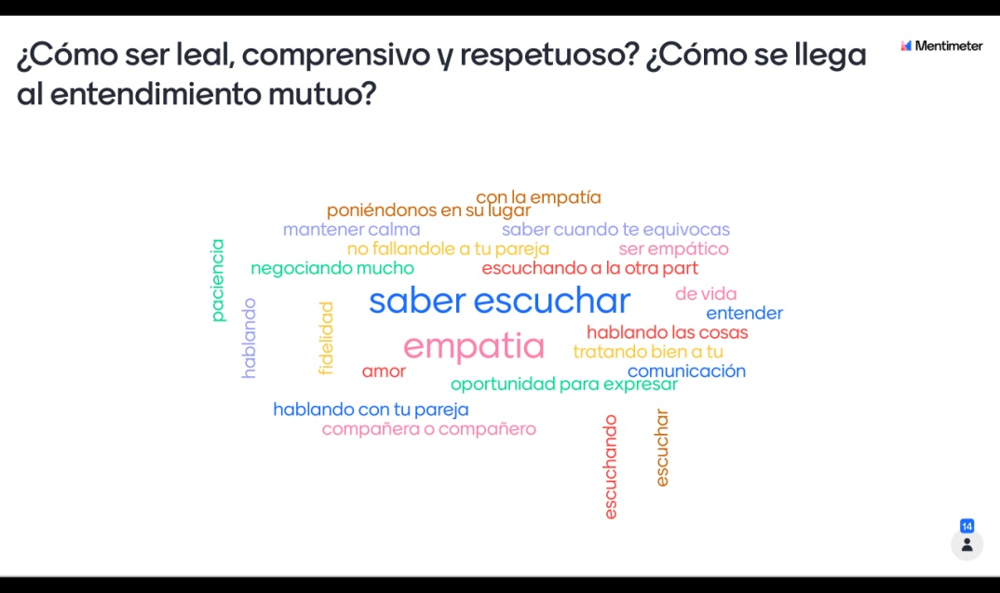 ¿Cómo ser leal, comprensivo y respetuoso? ¿Cómo se llega
al entendimiento mutuo?
Mentimeter
con la empatía
poniéndonos en su lugar
mantener calma
saber cuando te equivocas
no fallandole a tu pareja
ser empático
paciencia
negociando mucho
escuchando a la otra part
saber escuchar
de vida
entender
hablando
fidelidad
hablando las cosas
empatia
tratando bien a tu
amor
comunicación
oportunidad para expresar
hablando con tu pareja
compañera o compañero
escuchando
escuchar
14